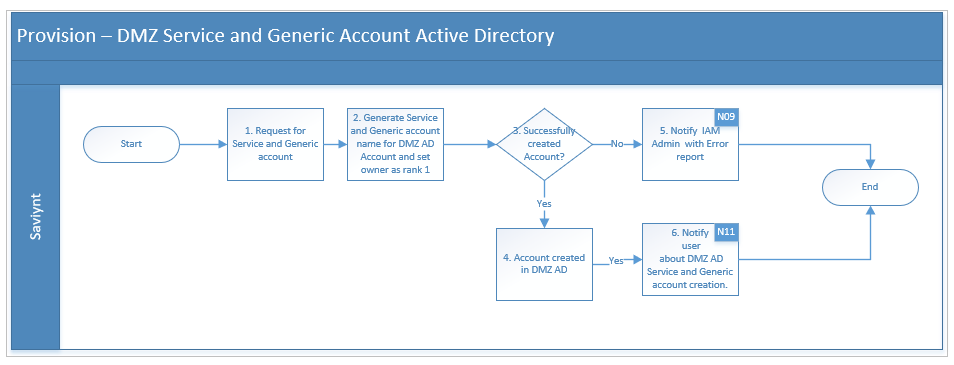 Provision – DMZ Service and Generic Account Active Directory
Saviynt
Start
1. Request for
Service and Generic
account
2. Generate Service
and Generic account
name for DMZ AD
Account and set
owner as rank 1
3. Successfully
created
Account?
No
N09
5. Notify IAM
Admin with Error
report
End
Yes
4. Account created
in DMZ AD
Yes
N11
6. Notify
user
about DMZ AD
Service and Generic
account creation.